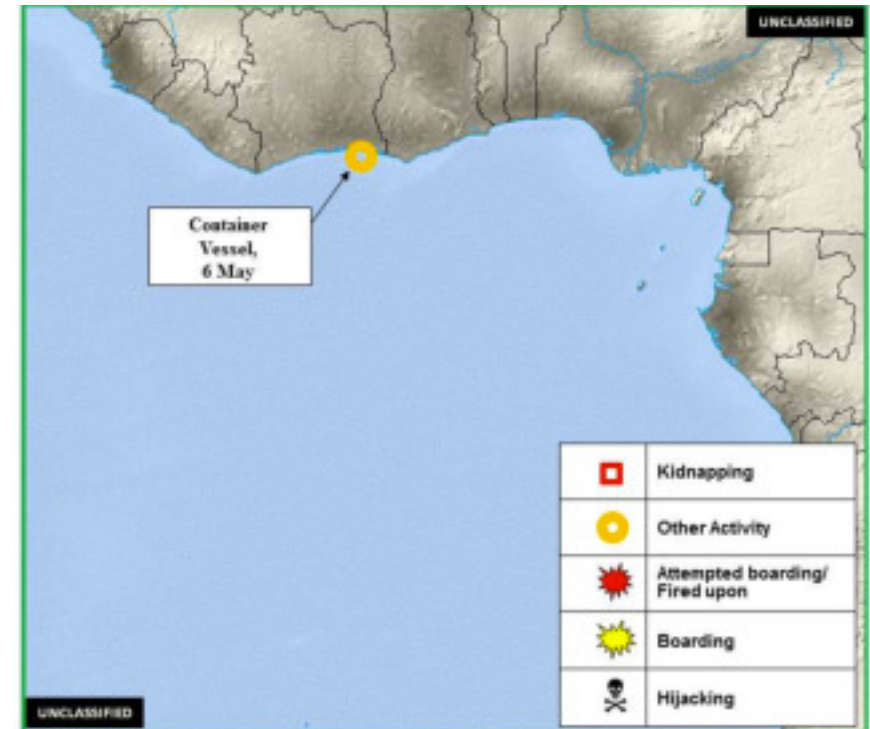 UNCLASSIFIED
Container
Vessel,
6 May
Kidnapping
Other Activity
Attempted boarding/
Fired upon
Boarding
Hijacking
UNCLASSIFIED